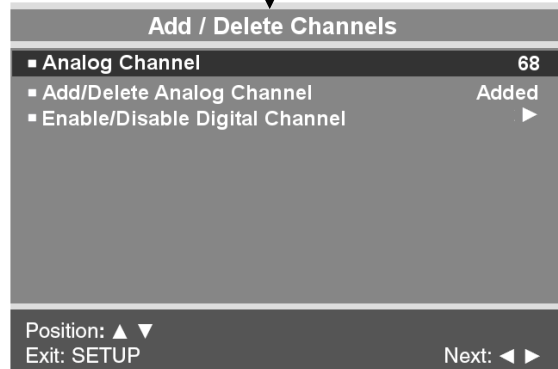 Add / Delete Channels
▪ Analog Channel 68
▪ Add/Delete Analog Channel Added
▪ Enable/Disable Digital Channel ▶
Position: ▲ ▼
Exit: SETUP Next: ◀ ▶